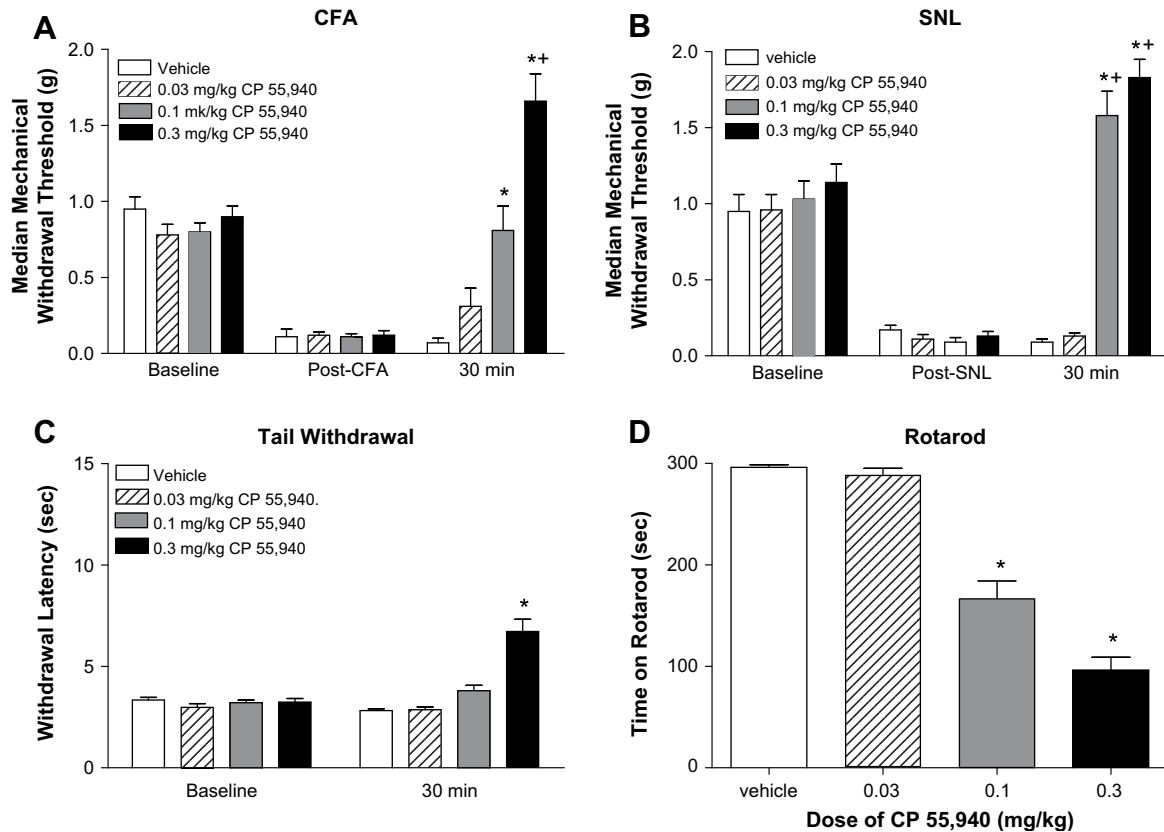 A
CFA
Median Mechanical
Withdrawal Threshold (g)
2.0
1.5
1.0
0.5
0.0
Vehicle
0.03 mg/kg CP 55,940
0.1 mk/kg CP 55,940
0.3 mg/kg CP 55,940
*
*+
Baseline
Post-CFA
30 min
B
SNL
Median Mechanical
Withdrawal Threshold (g)
2.0
1.5
1.0
0.5
0.0
vehicle
0.03 mg/kg CP 55,940
0.1 mg/kg CP 55,940
0.3 mg/kg CP 55,940
*+
*+
Baseline
Post-SNL
30 min
C
Tail Withdrawal
Withdrawal Latency (sec)
15
10
5
0
Vehicle
0.03 mg/kg CP 55,940.
0.1 mg/kg CP 55,940
0.3 mg/kg CP 55,940
*
Baseline
30 min
D
Rotarod
Time on Rotarod (sec)
300
200
100
0
*
*
vehicle
0.03
0.1
0.3
Dose of CP 55,940 (mg/kg)